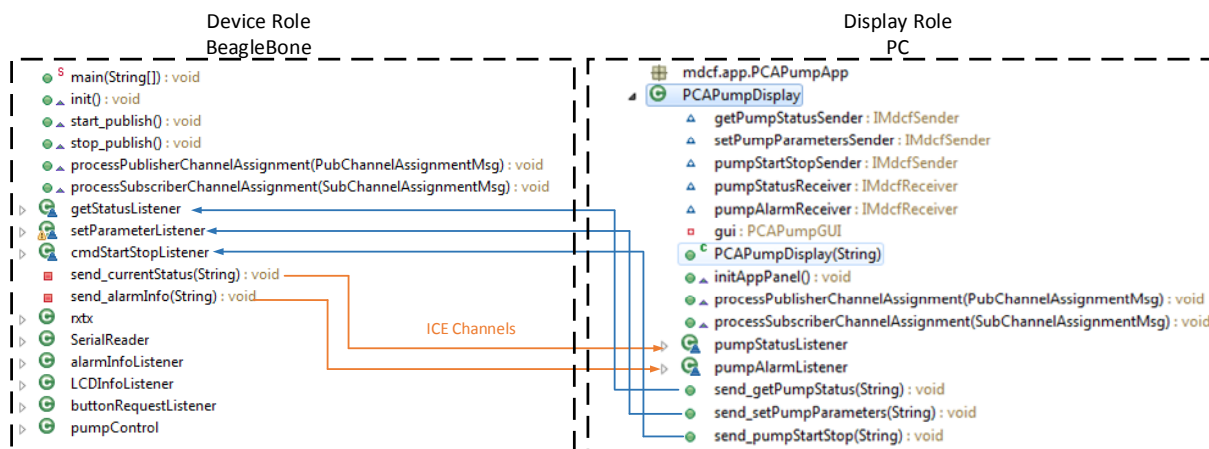 Device Role
BeagleBone
main(String[]) : void
init() : void
start_publish() : void
stop_publish() : void
processPublisherChannelAssignment(PubChannelAssignmentMsg) : void
processSubscriberChannelAssignment(SubChannelAssignmentMsg) : void
getStatusListener
setParameterListener
cmdStartStopListener
send_currentStatus(String) : void
send_alarmInfo(String) : void
rxtx
SerialReader
alarmInfoListener
LCDInfoListener
buttonRequestListener
pumpControl
ICE Channels
Display Role
PC
mdcf.app.PCAPumpApp
PCAPumpDisplay
getPumpStatusSender : IMdcfSender
setPumpParametersSender : IMdcfSender
pumpStartStopSender : IMdcfSender
pumpStatusReceiver : IMdcfReceiver
pumpAlarmReceiver : IMdcfReceiver
gui : PCAPumpGUI
PCAPumpDisplay(String)
initAppPanel() : void
processPublisherChannelAssignment(PubChannelAssignmentMsg) : void
processSubscriberChannelAssignment(SubChannelAssignmentMsg) : void
pumpStatusListener
pumpAlarmListener
send_getPumpStatus(String) : void
send_setPumpParameters(String) : void
send_pumpStartStop(String) : void